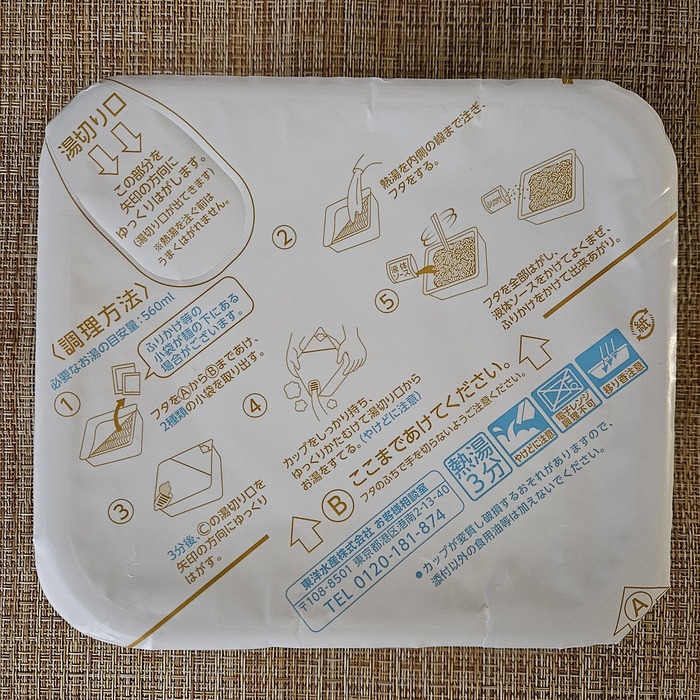 湯切り口
この部分を
矢印の方向に
ゆっくりはがします。
(湯切り口が出てきます)
※熱湯を注ぐ前は
うまくはがれません。
〈調理方法〉
必要なお湯の目安量:560ml
ふりかけ等の
小袋が麺の下にある
場合がございます。
①
フタをⒶからⒷまであけ、
2種類の小袋を取り出す。
②
熱湯を内側の線まで注ぎ、
フタをする。
③
3分後、Ⓒの湯切り口を
矢印の方向にゆっくり
はがす。
④
カップをしっかり持ち、
ゆっくりかたむけて湯切り口から
お湯をすてる。(やけどに注意)
⑤
液体
ソース
フタを全部はがし、
液体ソースをかけてよくまぜ、
ふりかけをかけて出来あがり。
Ⓑ ここまであけてください。
フタのふちで手を切らないようご注意ください。
熱湯
3分
やけどに注意
電子レンジ
調理不可
移り香注意
紙
東洋水産株式会社 お客様相談室
〒108-8501 東京都港区港南2-13-40
TEL 0120-181-874
●カップが変質し破損するおそれがありますので、
添付以外の食用油等は加えないでください。
Ⓐ